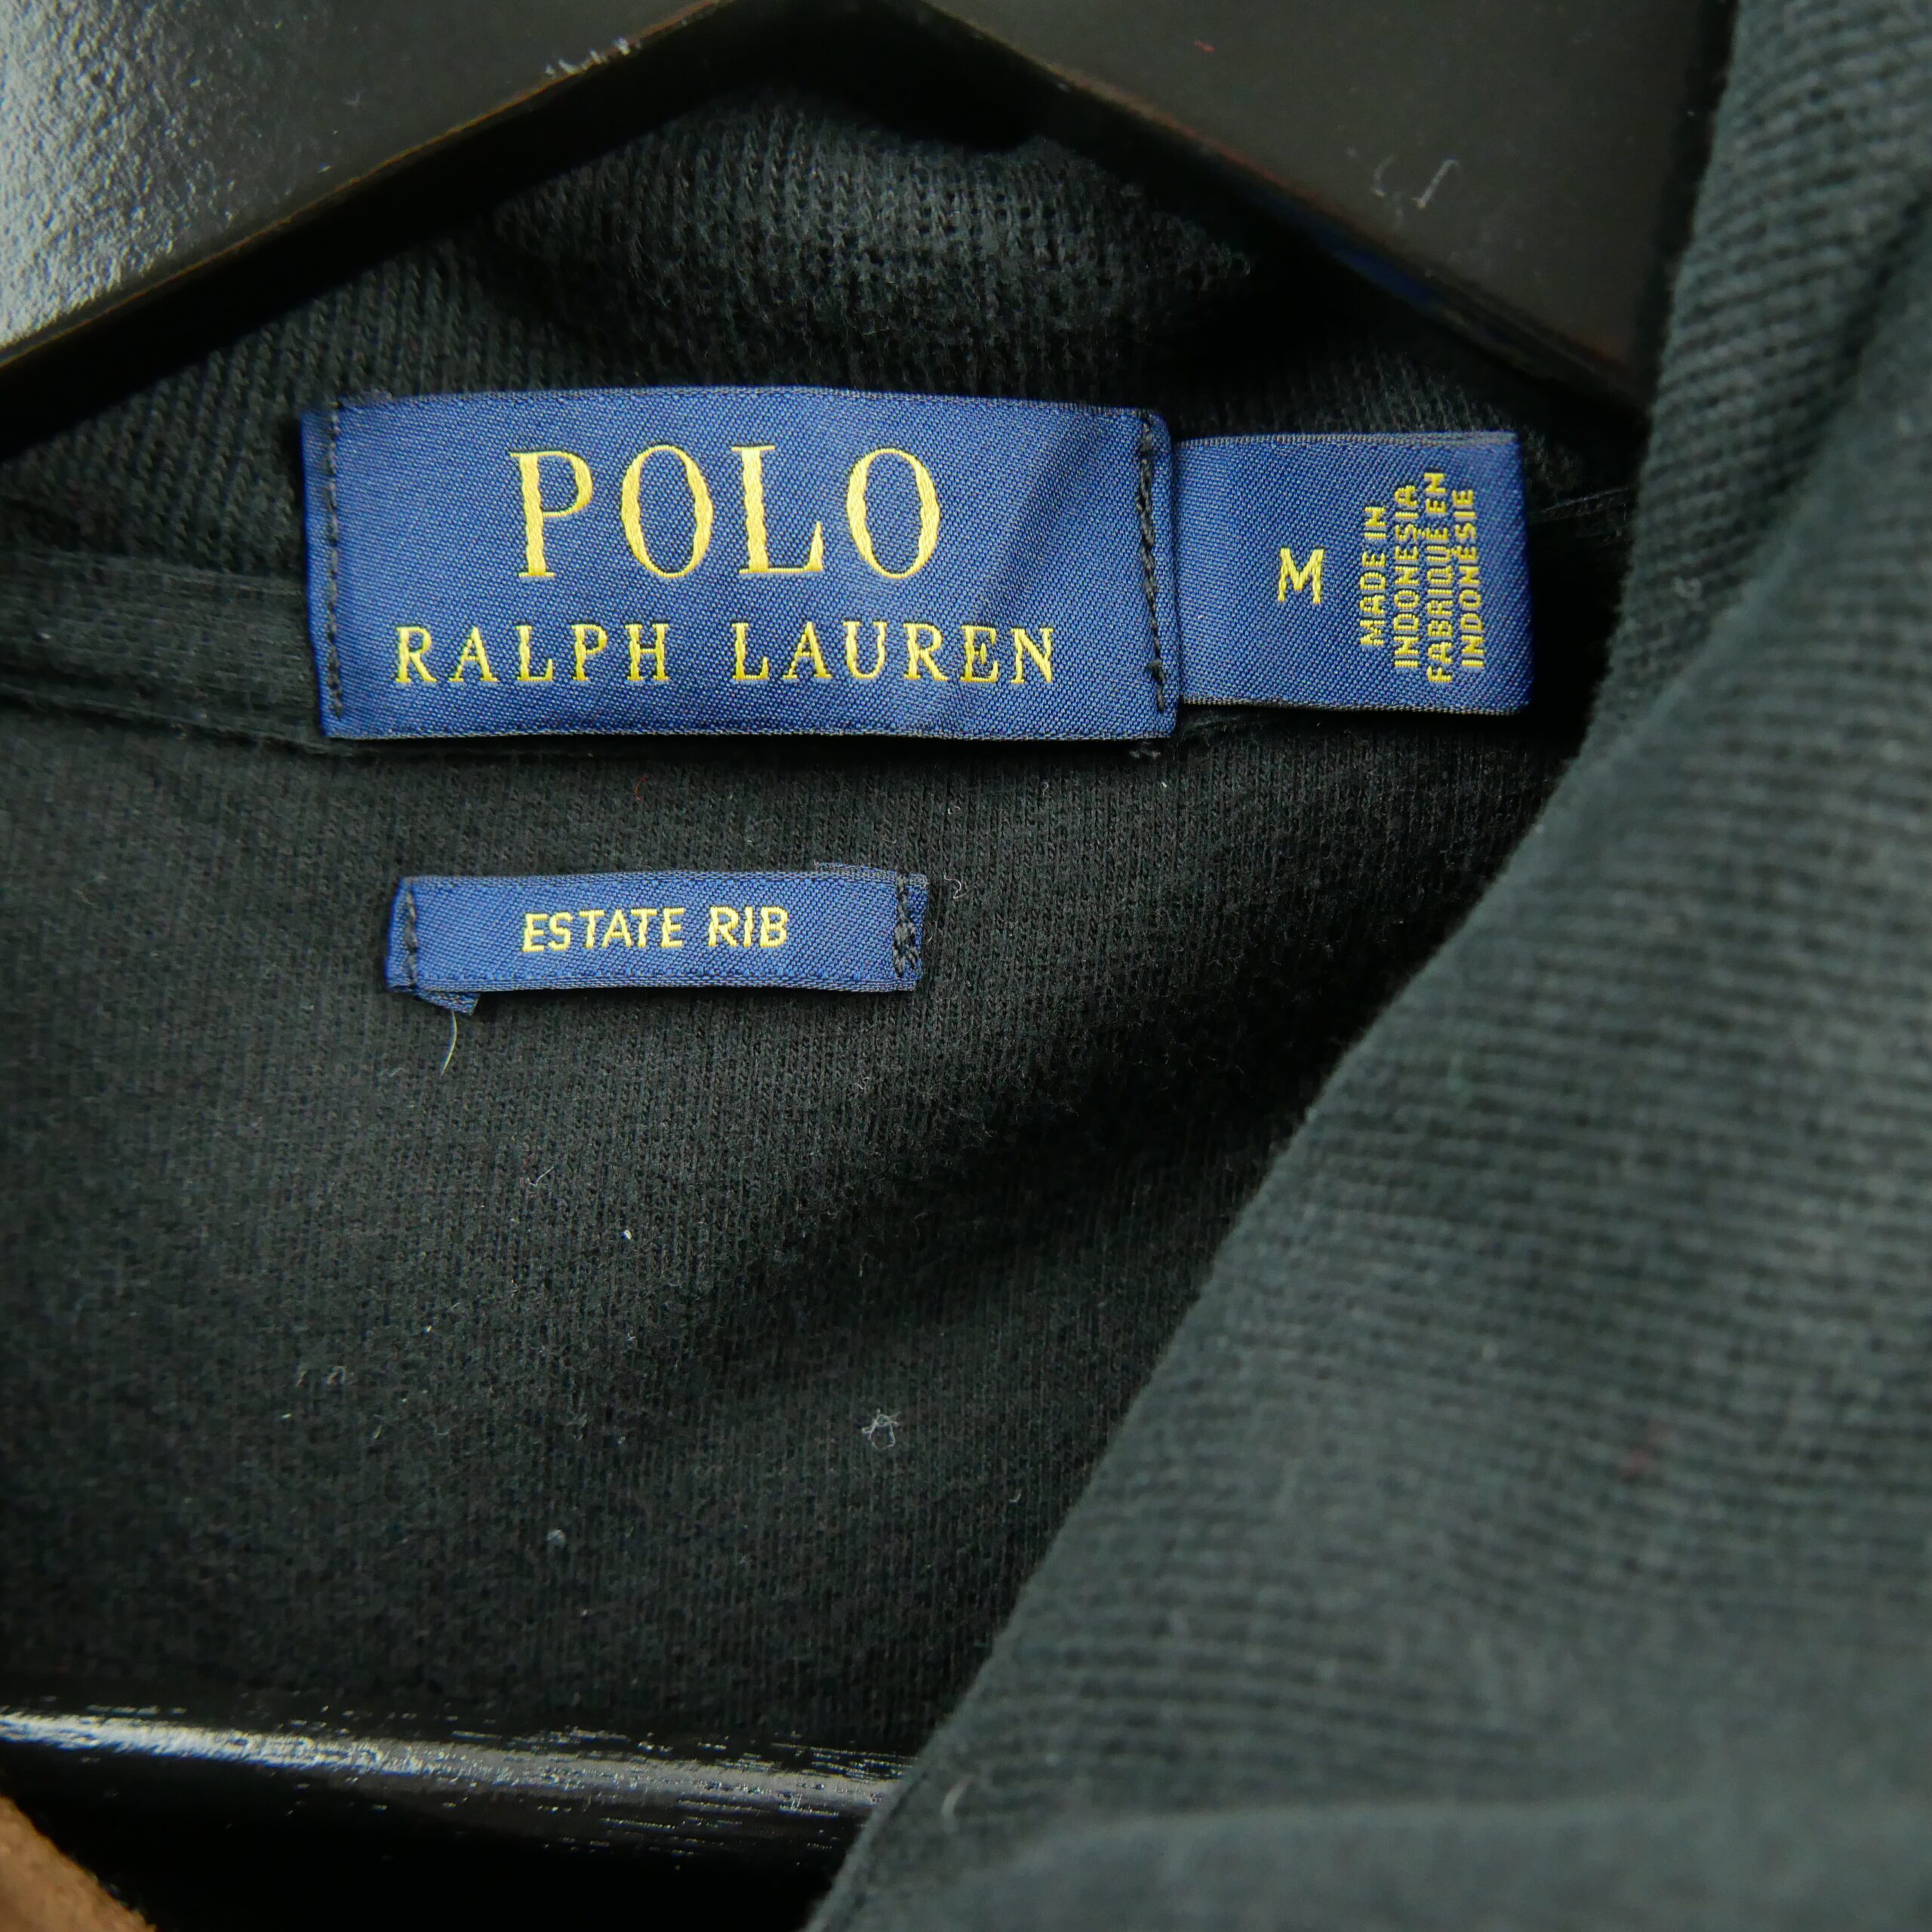 POLO
RALPH LAUREN
M
MADE IN
INDONESIA
FABRIQUÉ EN
INDONÉSIE
ESTATE RIB